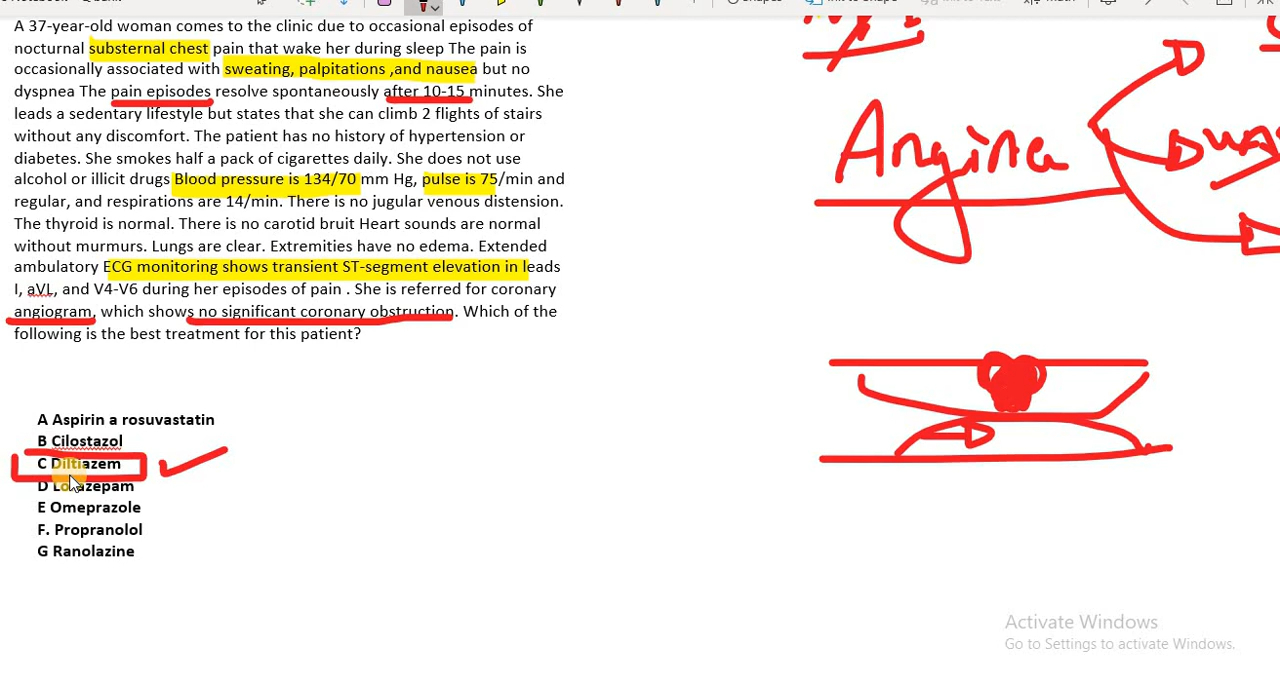 A 37-year-old woman comes to the clinic due to occasional episodes of
nocturnal substernal chest pain that wake her during sleep The pain is
occasionally associated with sweating, palpitations ,and nausea but no
dyspnea The pain episodes resolve spontaneously after 10-15 minutes. She
leads a sedentary lifestyle but states that she can climb 2 flights of stairs
without any discomfort. The patient has no history of hypertension or
diabetes. She smokes half a pack of cigarettes daily. She does not use
alcohol or illicit drugs Blood pressure is 134/70 mm Hg, pulse is 75/min and
regular, and respirations are 14/min. There is no jugular venous distension.
The thyroid is normal. There is no carotid bruit Heart sounds are normal
without murmurs. Lungs are clear. Extremities have no edema. Extended
ambulatory ECG monitoring shows transient ST-segment elevation in leads
I, aVL, and V4-V6 during her episodes of pain . She is referred for coronary
angiogram, which shows no significant coronary obstruction. Which of the
following is the best treatment for this patient?
A Aspirin a rosuvastatin
B Cilostazol
C Diltiazem
D Lorazepam
E Omeprazole
F. Propranolol
G Ranolazine
Angina
Activate Windows
Go to Settings to activate Windows.